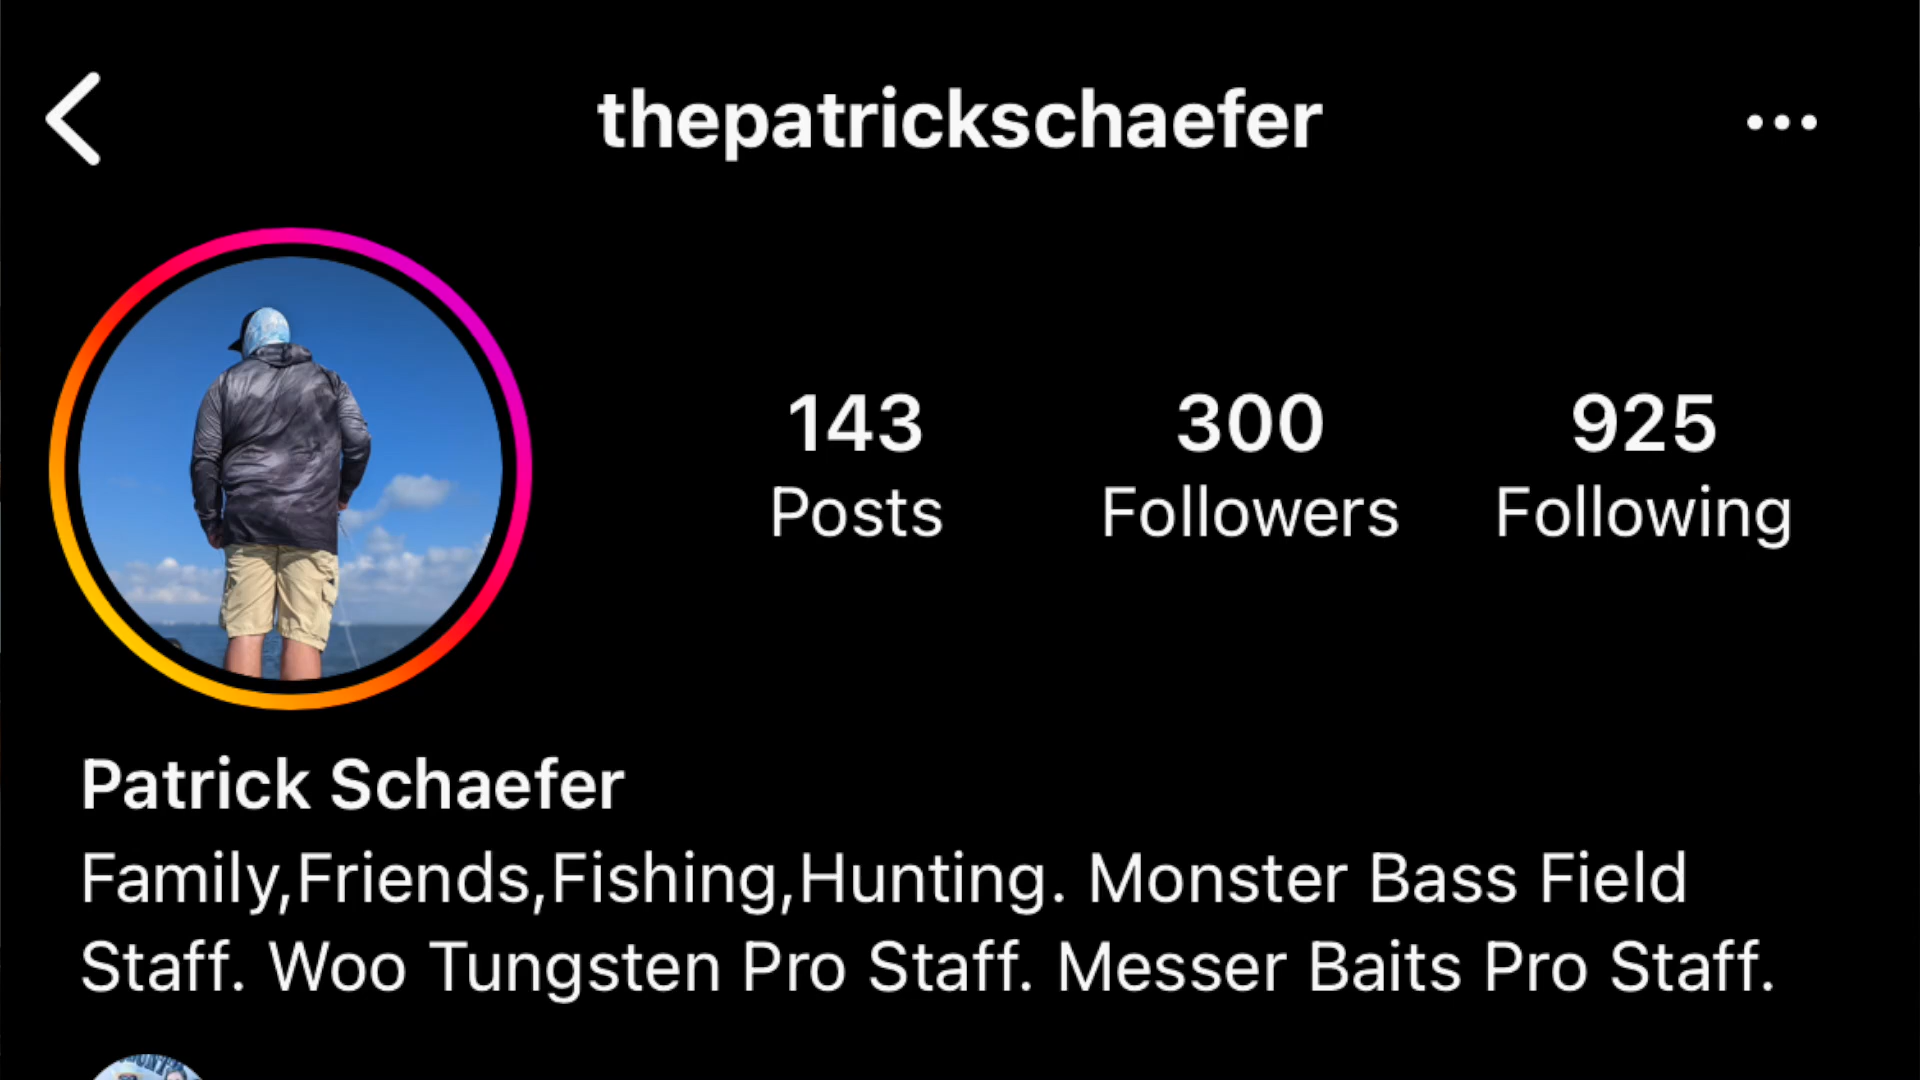 thepatrickschaefer
143 300 925
Posts Followers Following
Patrick Schaefer
Family,Friends,Fishing,Hunting. Monster Bass Field
Staff. Woo Tungsten Pro Staff. Messer Baits Pro Staff.